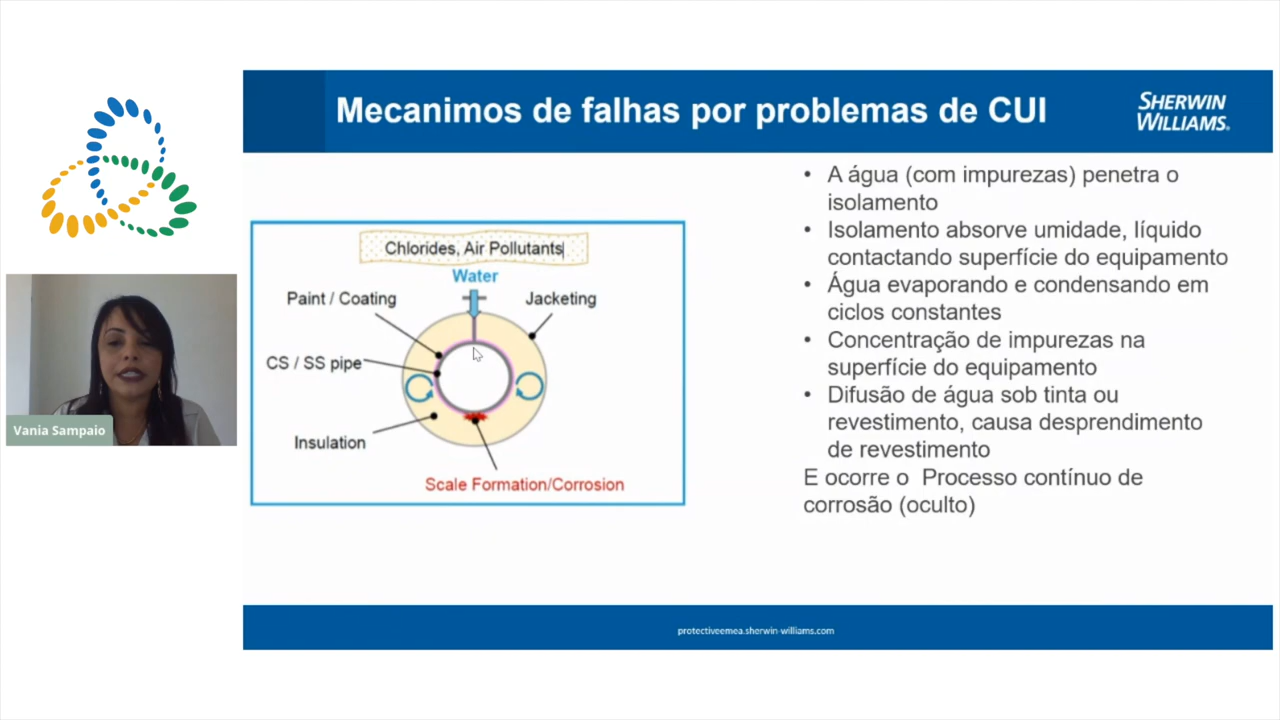 Mecanimos de falhas por problemas de CUI
SHERWIN
WILLIAMS.
Chlorides, Air Pollutants
Water
Paint / Coating
Jacketing
CS / SS pipe
Insulation
Scale Formation/Corrosion
• A água (com impurezas) penetra o
isolamento
• Isolamento absorve umidade, líquido
contactando superfície do equipamento
• Água evaporando e condensando em
ciclos constantes
• Concentração de impurezas na
superfície do equipamento
• Difusão de água sob tinta ou
revestimento, causa desprendimento
de revestimento
E ocorre o  Processo contínuo de
corrosão (oculto)
Vania Sampaio
protectiveemea.sherwin-williams.com